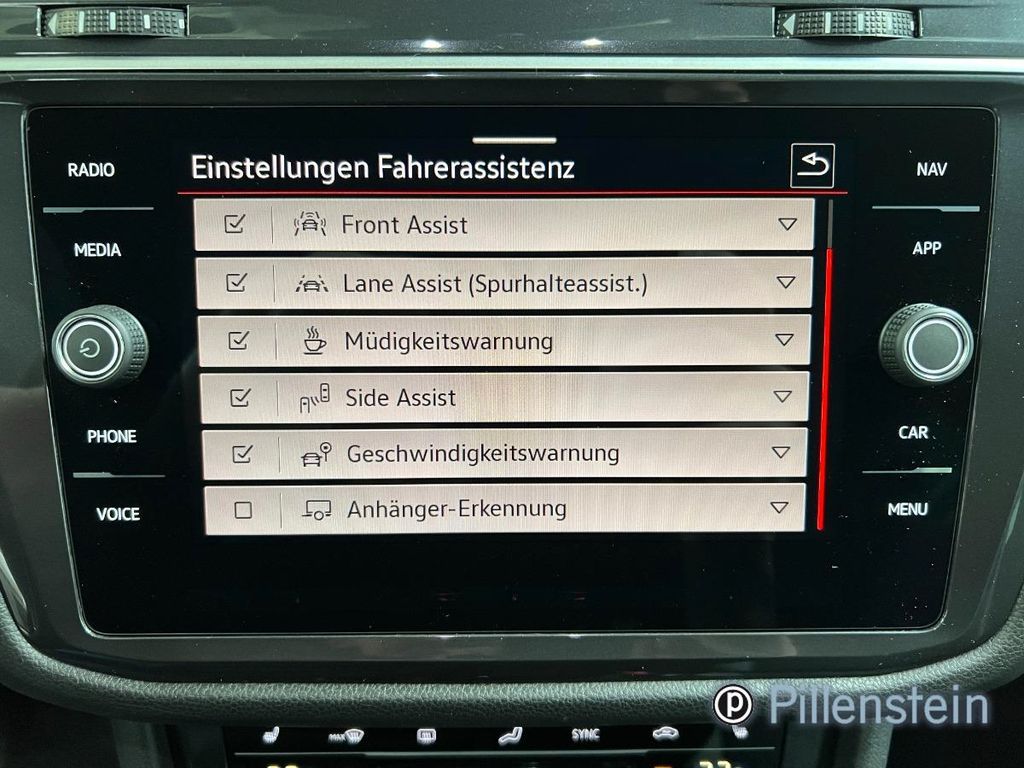 RADIO
MEDIA
PHONE
VOICE
Einstellungen Fahrerassistenz
Front Assist
Lane Assist (Spurhalteassist.)
Müdigkeitswarnung
Side Assist
Geschwindigkeitswarnung
Anhänger-Erkennung
NAV
APP
CAR
MENU
p Pillenstein
MAX
SYNC